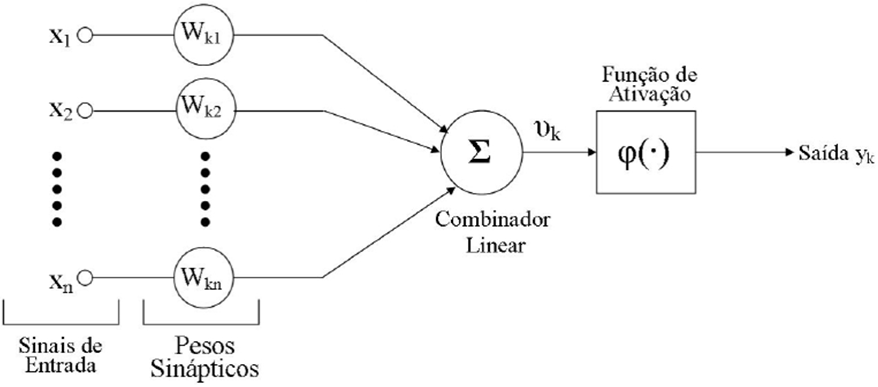 x1
Wk1
x2
Wk2
xn
Wkn
Σ
Combinador
Linear
υk
Função de
Ativação
φ(·)
Saída yk
Sinais de
Entrada
Pesos
Sinápticos